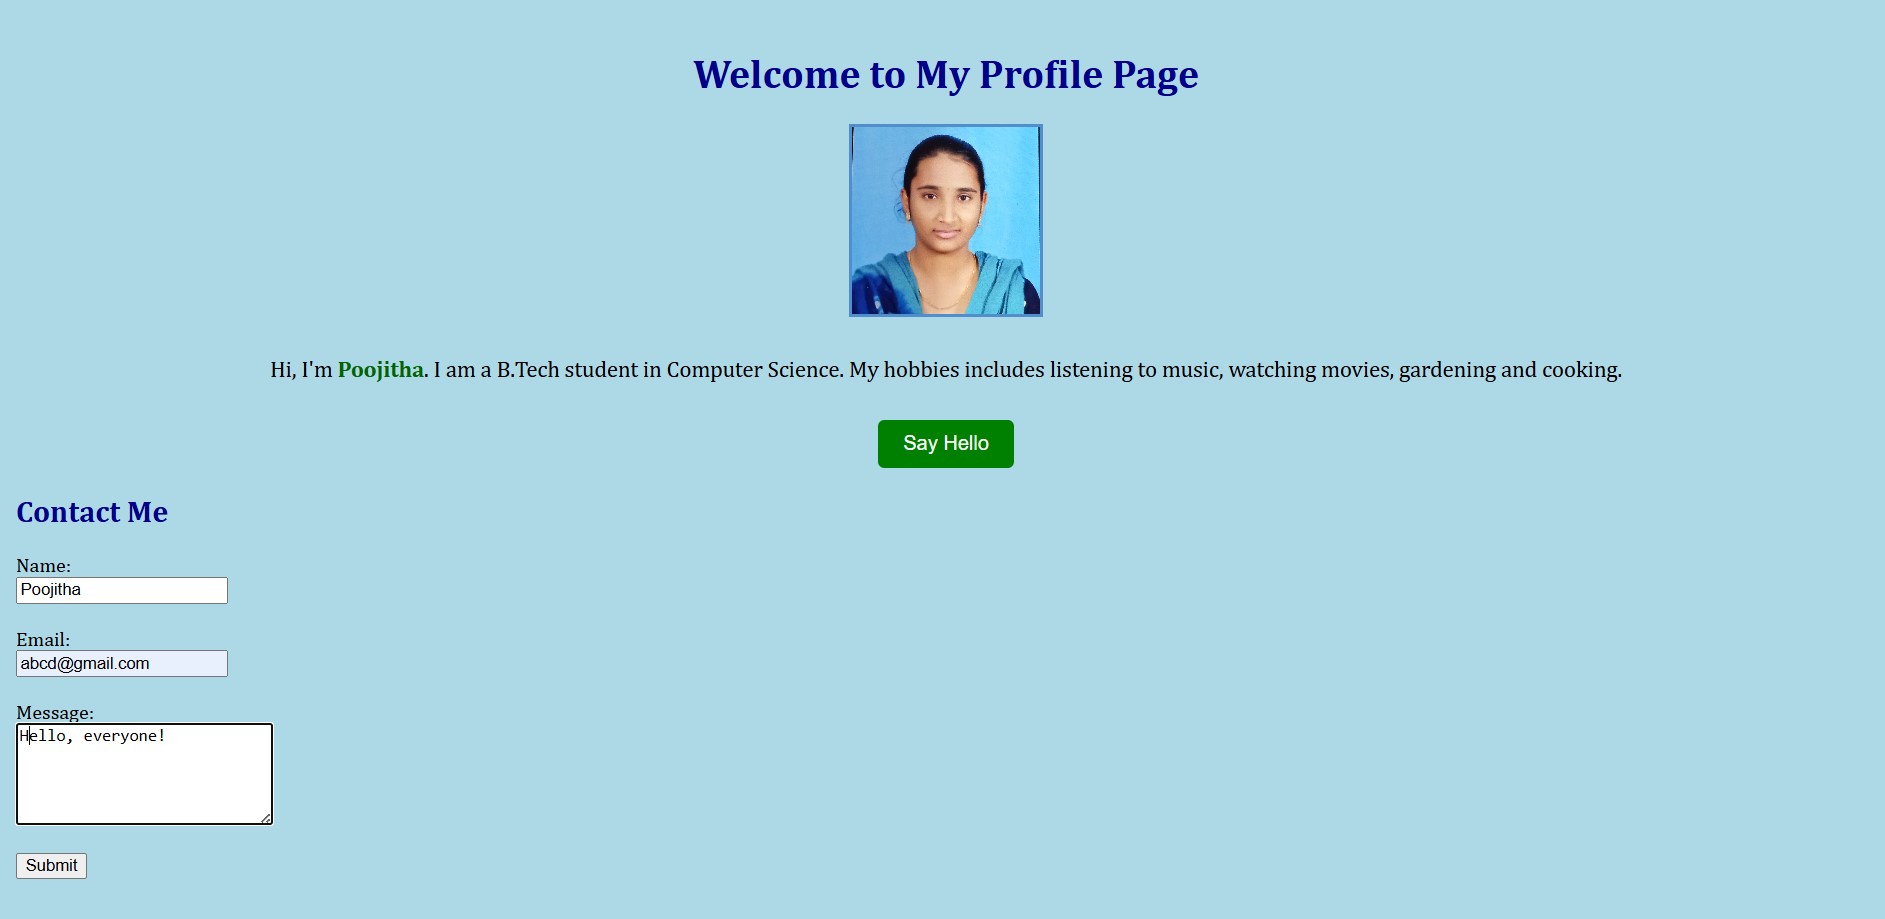 Welcome to My Profile Page
Hi, I'm Poojitha. I am a B.Tech student in Computer Science. My hobbies includes listening to music, watching movies, gardening and cooking.
Say Hello
Contact Me
Name:
Poojitha
Email:
abcd@gmail.com
Message:
Hello, everyone!
Submit